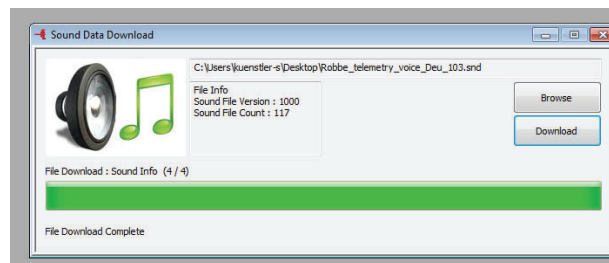 Sound Data Download
C:\Users\kuenstler-s\Desktop\Robbe_telemetry_voice_Deu_103.snd
File Info
Sound File Version : 1000
Sound File Count : 117
Browse
Download
File Download : Sound Info (4 / 4)
File Download Complete